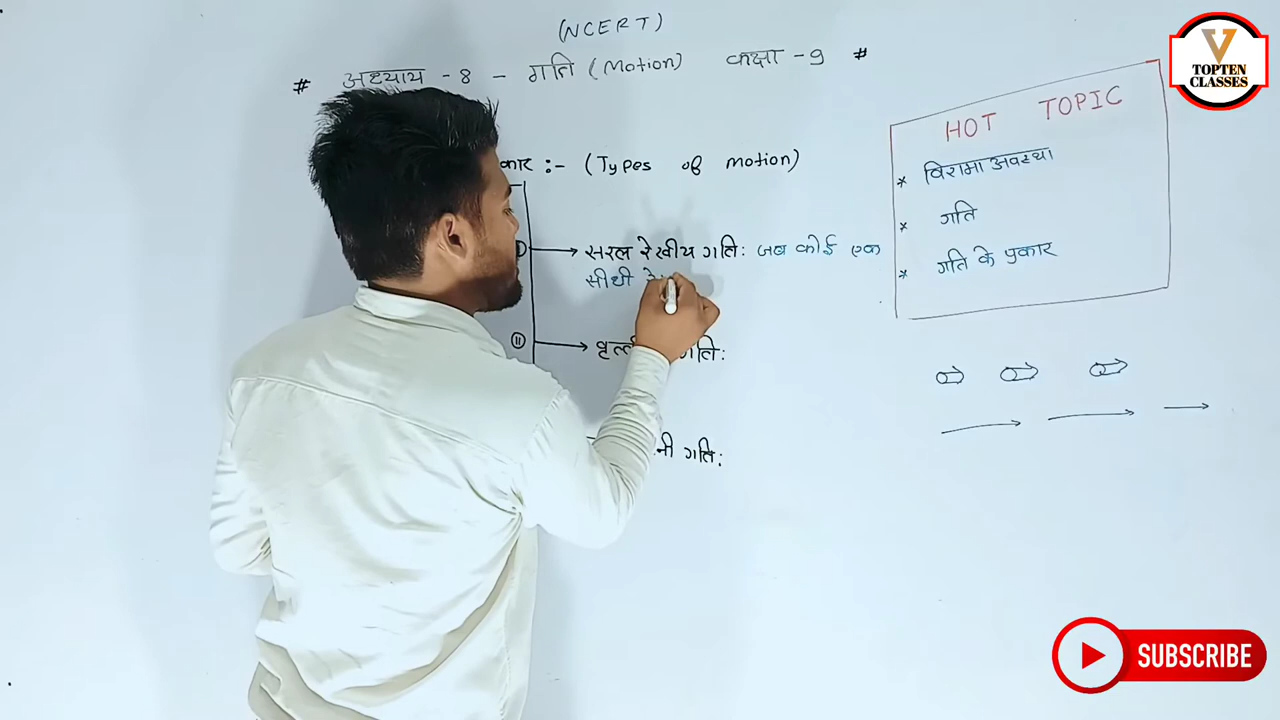 (NCERT)
# अध्याय - 8 - गति (Motion) कक्षा - 9 #
कार :- (Types of motion)
सरल रेखीय गति: जब कोई एक
सीधी
(II) गति:
नी गति:
HOT TOPIC
* विरामा अवस्था
* गति
* गति के प्रकार
V
TOPTEN
CLASSES
SUBSCRIBE